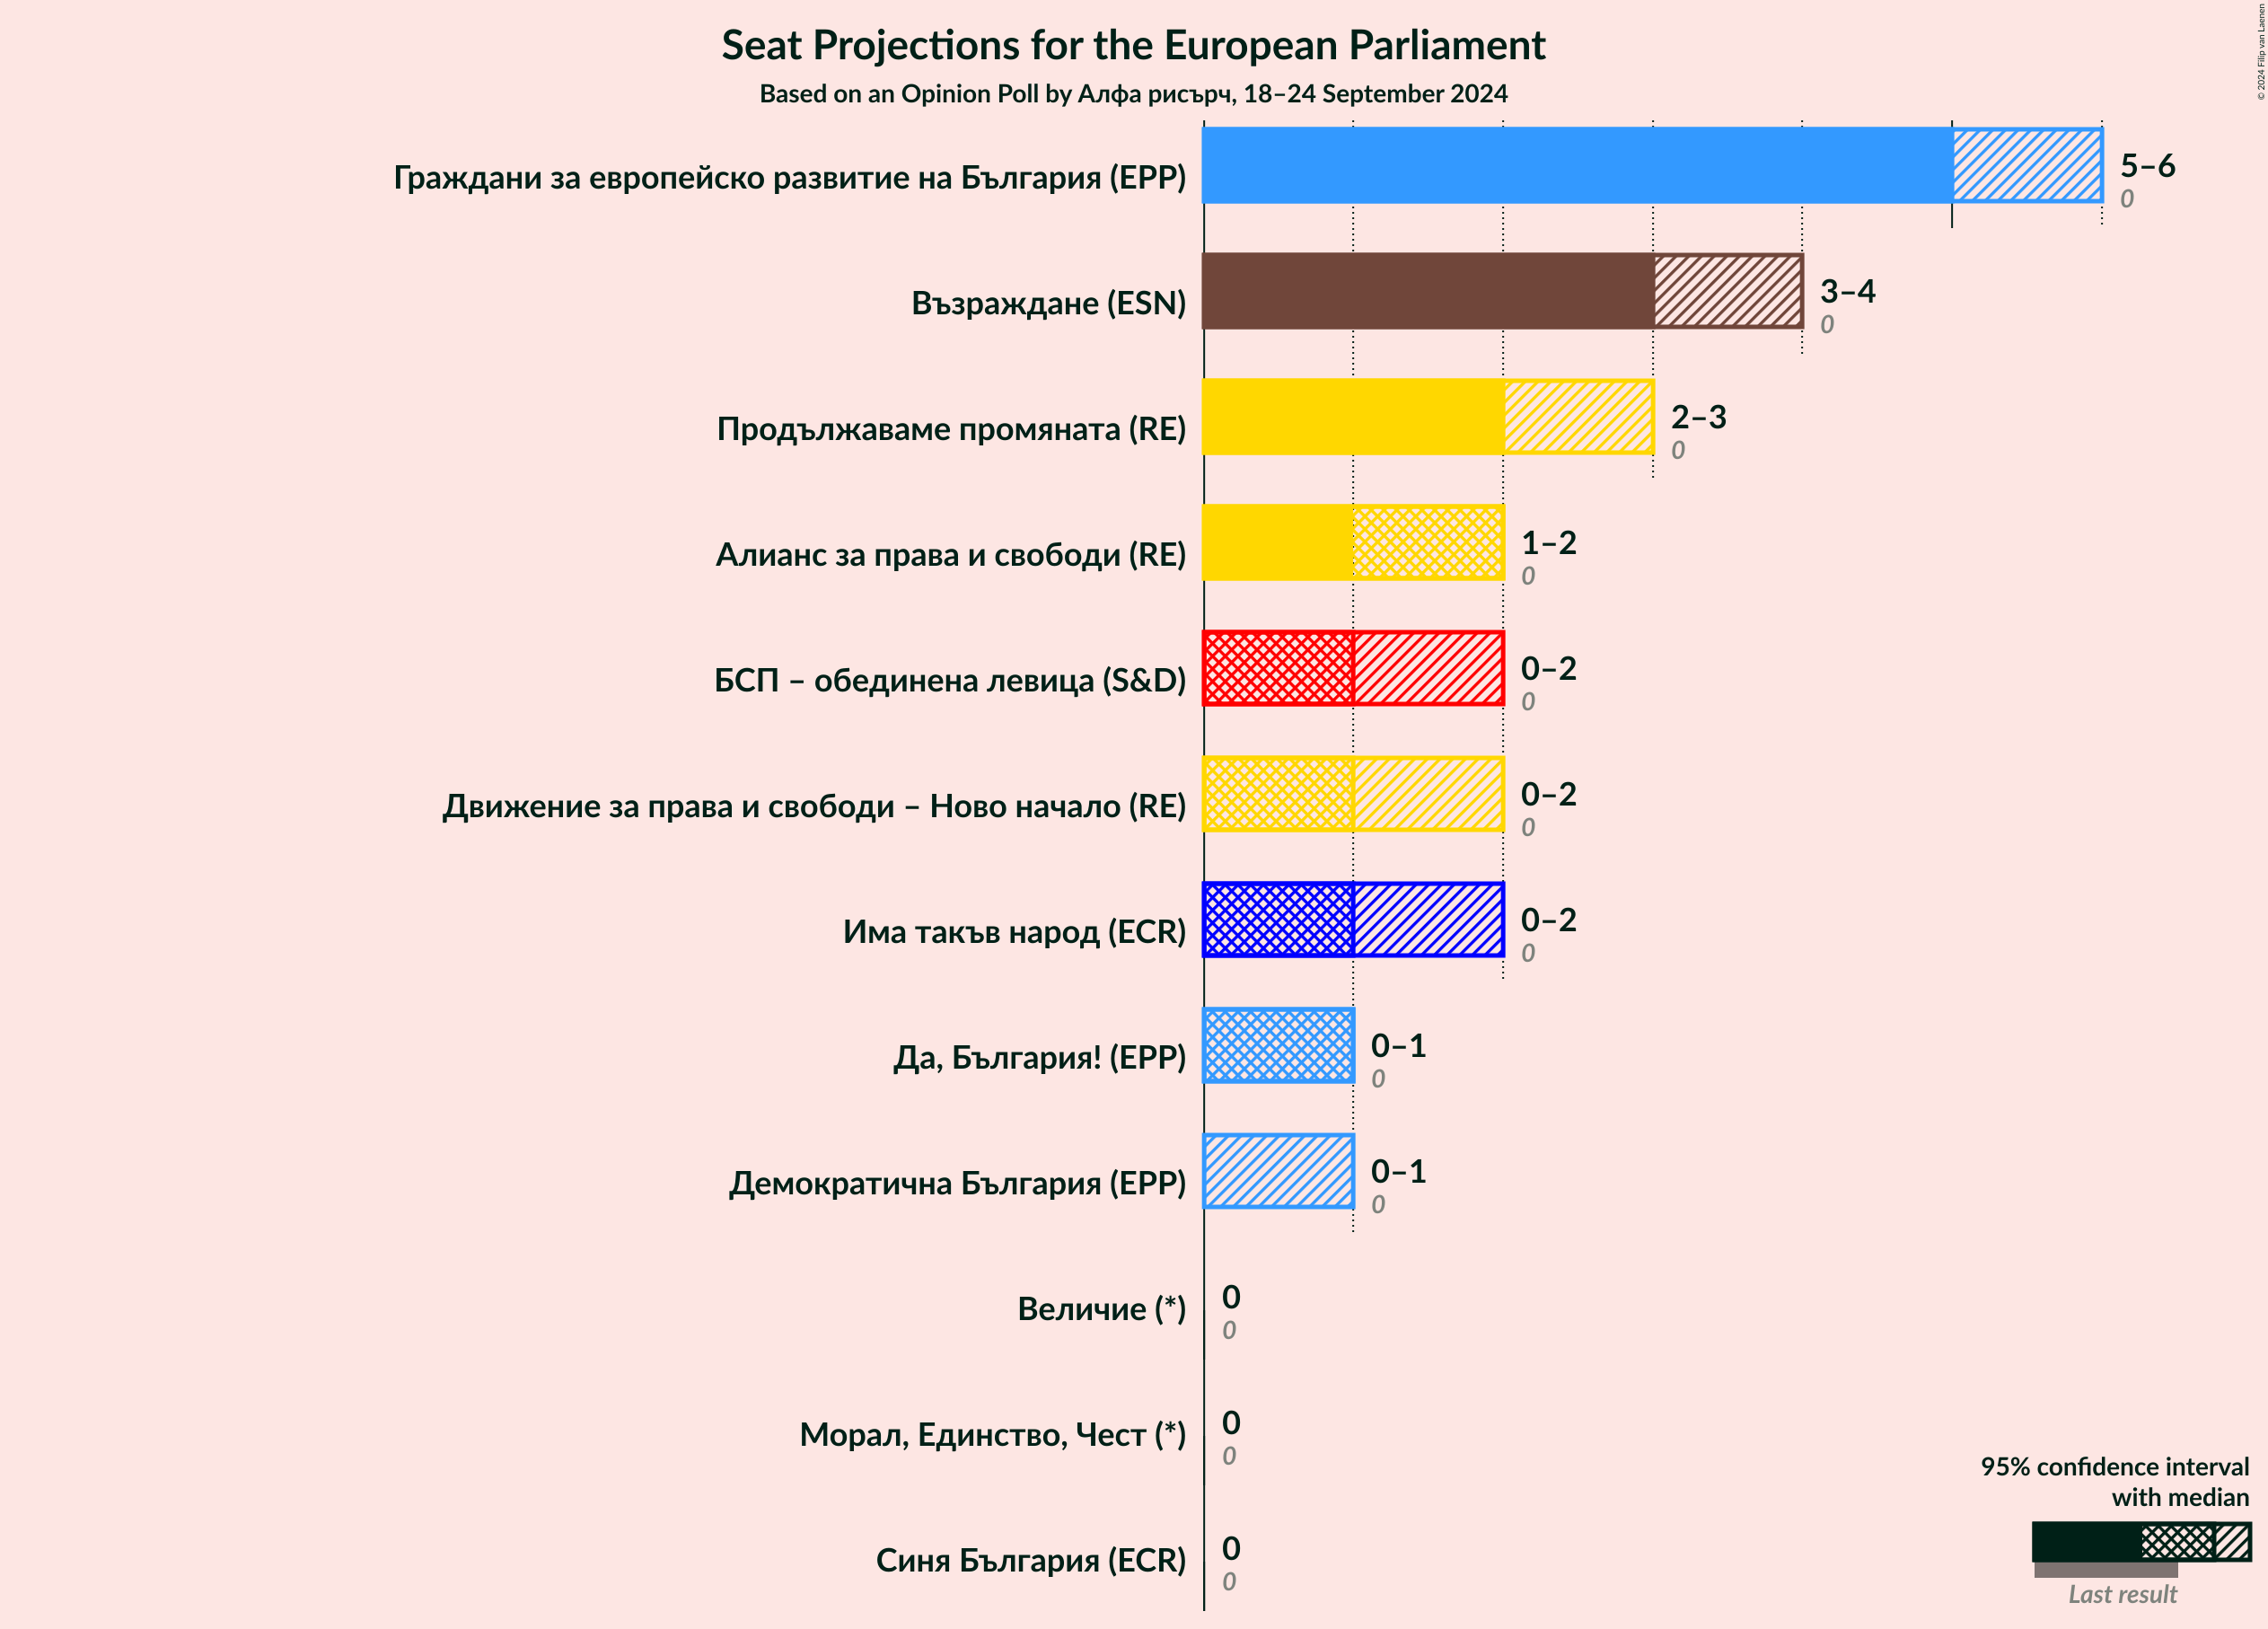 Seat Projections for the European Parliament
Based on an Opinion Poll by Алфа рисърч, 18–24 September 2024
© 2024 Filip van Laenen
Граждани за европейско развитие на България (EPP)
5–6
0
Възраждане (ESN)
3–4
0
Продължаваме промяната (RE)
2–3
0
Алианс за права и свободи (RE)
1–2
0
БСП – обединена левица (S&D)
0–2
0
Движение за права и свободи – Ново начало (RE)
0–2
0
Има такъв народ (ECR)
0–2
0
Да, България! (EPP)
0–1
0
Демократична България (EPP)
0–1
0
Величие (*)
0
0
Морал, Единство, Чест (*)
0
0
Синя България (ECR)
0
0
95% confidence interval
with median
Last result